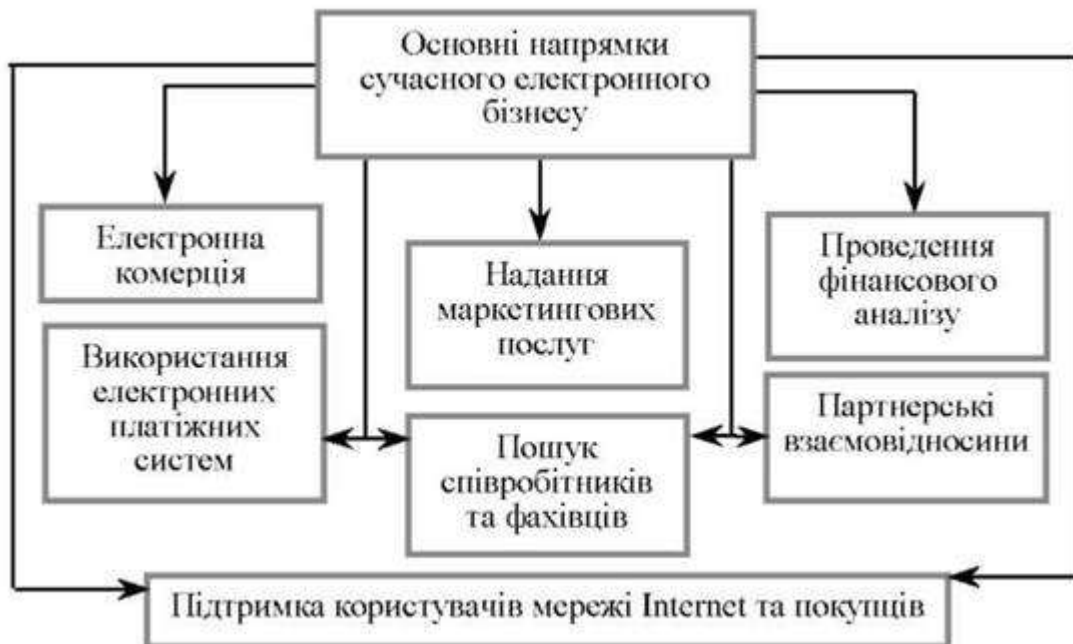 Основні напрямки
сучасного електронного
бізнесу
Електронна
комерція
Надання
маркетингових
послуг
Проведення
фінансового
аналізу
Використання
електронних
платіжних
систем
Пошук
співробітників
та фахівців
Партнерські
взаємовідносини
Підтримка користувачів мережі Internet та покупців